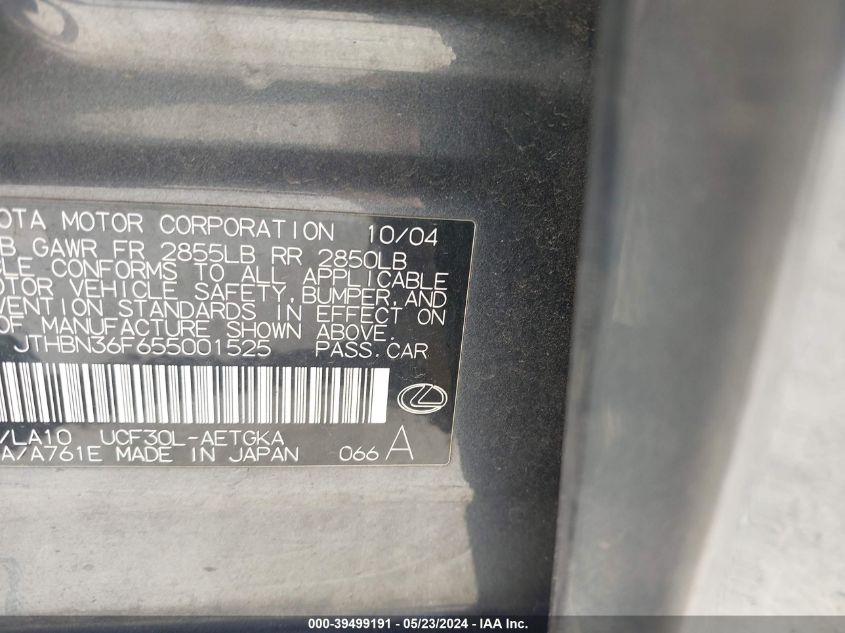 OTA MOTOR CORPORATION 10/04
B GAWR FR 2855LB RR 2850LB
LE CONFORMS TO ALL APPLICABLE
OTOR VEHICLE SAFETY, BUMPER, AND
VENTION STANDARDS IN EFFECT ON
OF MANUFACTURE SHOWN ABOVE.
JTHBN36F655001525 PASS.CAR
/LA10 UCF30L-AETGKA
A/A761E MADE IN JAPAN 066 A
000-39499191 - 05/23/2024 - IAA Inc.